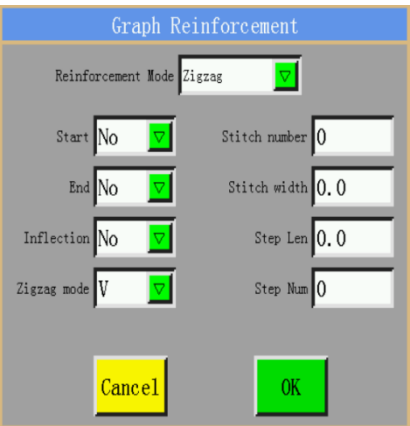 Graph Reinforcement
Reinforcement Mode Zigzag
Start No Stitch number 0
End No Stitch width 0.0
Inflection No Step Len 0.0
Zigzag mode V Step Num 0
Cancel OK